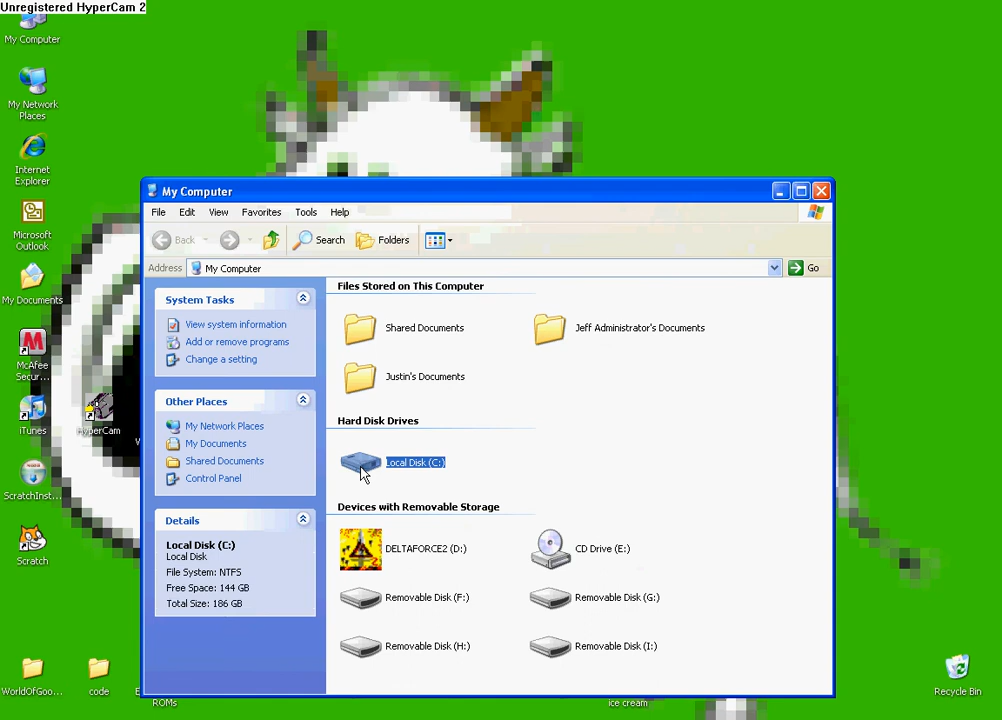 Unregistered HyperCam 2
My Computer
My Network
Places
Internet
Explorer
Microsoft
Outlook
My Documents
McAfee
Secur...
iTunes
HyperCam
ScratchInst...
Scratch
WorldOfGoo...
code
ROMs
ice cream
Recycle Bin
My Computer
File Edit View Favorites Tools Help
Back Search Folders
Address My Computer Go
System Tasks
View system information
Add or remove programs
Change a setting
Other Places
My Network Places
My Documents
Shared Documents
Control Panel
Details
Local Disk (C:)
Local Disk
File System: NTFS
Free Space: 144 GB
Total Size: 186 GB
Files Stored on This Computer
Shared Documents
Jeff Administrator's Documents
Justin's Documents
Hard Disk Drives
Local Disk (C:)
Devices with Removable Storage
DELTAFORCE2 (D:)
CD Drive (E:)
Removable Disk (F:)
Removable Disk (G:)
Removable Disk (H:)
Removable Disk (I:)